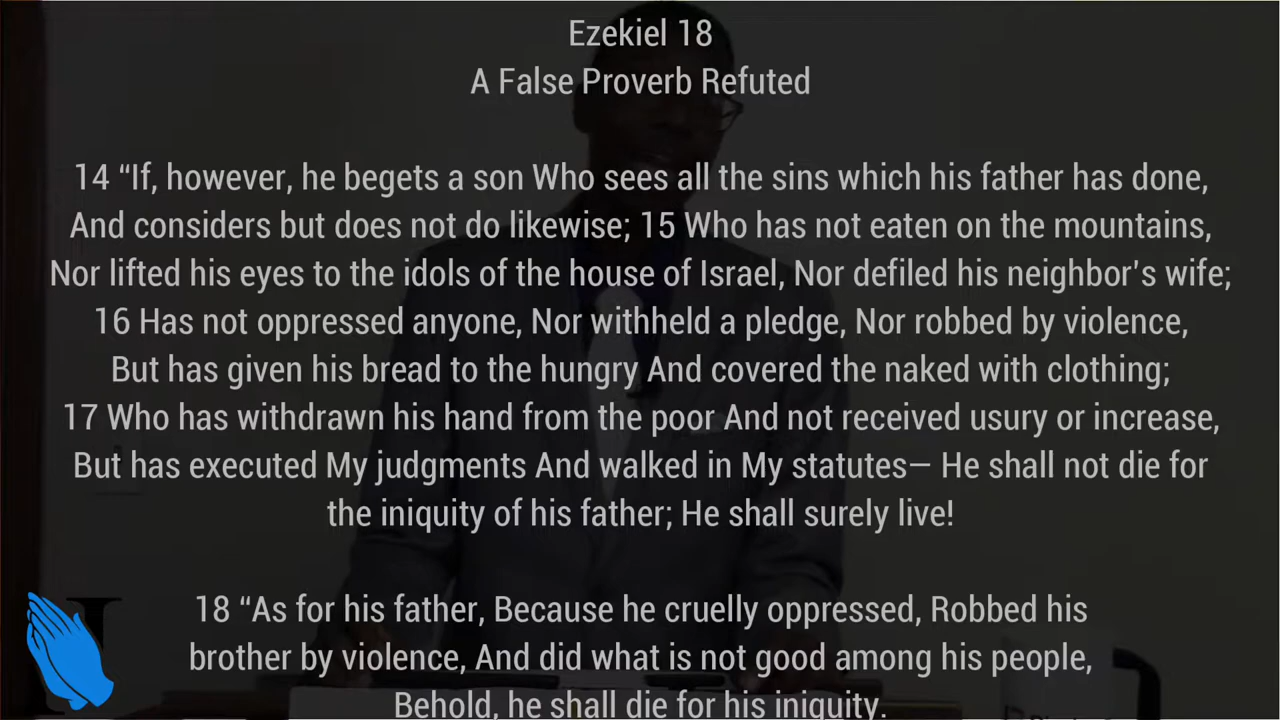 Ezekiel 18
A False Proverb Refuted
14 “If, however, he begets a son Who sees all the sins which his father has done,
And considers but does not do likewise; 15 Who has not eaten on the mountains,
Nor lifted his eyes to the idols of the house of Israel, Nor defiled his neighbor’s wife;
16 Has not oppressed anyone, Nor withheld a pledge, Nor robbed by violence,
But has given his bread to the hungry And covered the naked with clothing;
17 Who has withdrawn his hand from the poor And not received usury or increase,
But has executed My judgments And walked in My statutes— He shall not die for
the iniquity of his father; He shall surely live!
18 “As for his father, Because he cruelly oppressed, Robbed his
brother by violence, And did what is not good among his people,
Behold, he shall die for his iniquity.